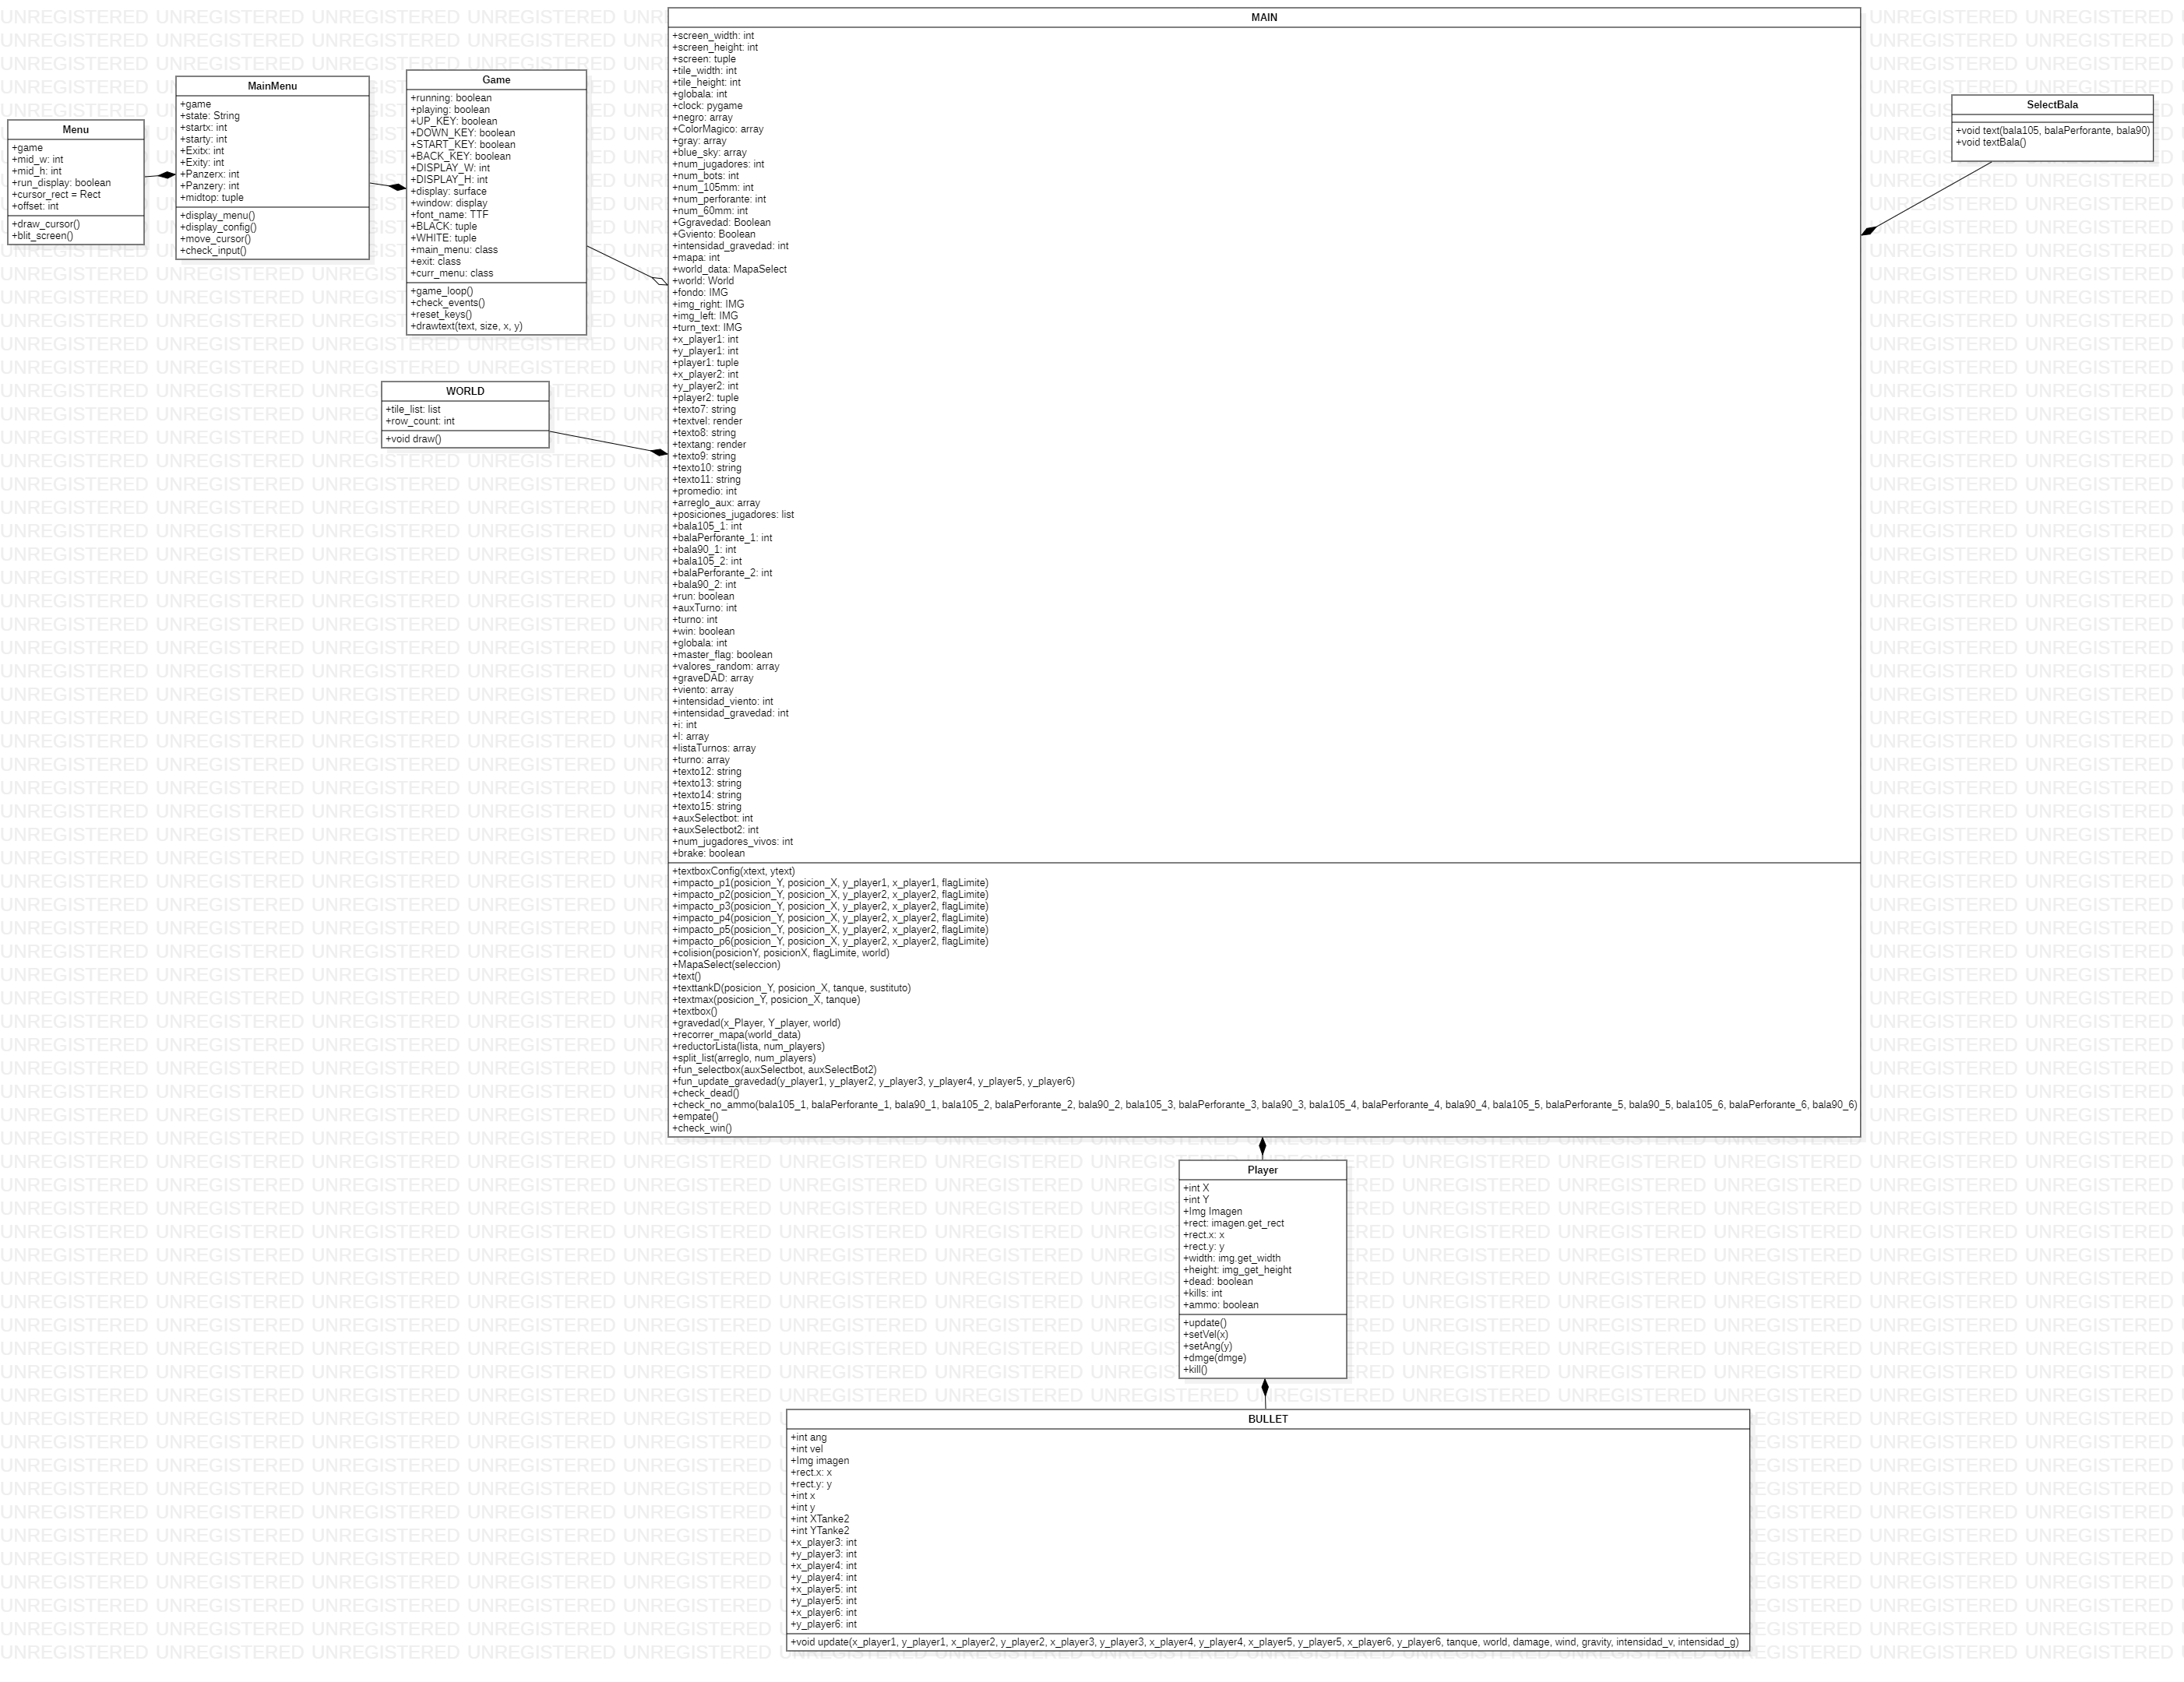 Menu
+game
+mid_w: int
+mid_h: int
+run_display: boolean
+cursor_rect = Rect
+offset: int
+draw_cursor()
+blit_screen()
MainMenu
+game
+state: String
+startx: int
+starty: int
+Exitx: int
+Exity: int
+Panzerx: int
+Panzery: int
+midtop: tuple
+display_menu()
+display_config()
+move_cursor()
+check_input()
Game
+running: boolean
+playing: boolean
+UP_KEY: boolean
+DOWN_KEY: boolean
+START_KEY: boolean
+BACK_KEY: boolean
+DISPLAY_W: int
+DISPLAY_H: int
+display: surface
+window: display
+font_name: TTF
+BLACK: tuple
+WHITE: tuple
+main_menu: class
+exit: class
+curr_menu: class
+game_loop()
+check_events()
+reset_keys()
+drawtext(text, size, x, y)
WORLD
+tile_list: list
+row_count: int
+void draw()
MAIN
+screen_width: int
+screen_height: int
+screen: tuple
+tile_width: int
+tile_height: int
+globala: int
+clock: pygame
+negro: array
+ColorMagico: array
+gray: array
+blue_sky: array
+num_jugadores: int
+num_bots: int
+num_105mm: int
+num_perforante: int
+num_60mm: int
+Ggravedad: Boolean
+Gviento: Boolean
+intensidad_gravedad: int
+mapa: int
+world_data: MapaSelect
+world: World
+fondo: IMG
+img_right: IMG
+img_left: IMG
+turn_text: IMG
+x_player1: int
+y_player1: int
+player1: tuple
+x_player2: int
+y_player2: int
+player2: tuple
+texto7: string
+textvel: render
+texto8: string
+textang: render
+texto9: string
+texto10: string
+texto11: string
+promedio: int
+arreglo_aux: array
+posiciones_jugadores: list
+bala105_1: int
+balaPerforante_1: int
+bala90_1: int
+bala105_2: int
+balaPerforante_2: int
+bala90_2: int
+run: boolean
+auxTurno: int
+turno: int
+win: boolean
+globala: int
+master_flag: boolean
+valores_random: array
+graveDAD: array
+viento: array
+intensidad_viento: int
+intensidad_gravedad: int
+i: int
+l: array
+listaTurnos: array
+turno: array
+texto12: string
+texto13: string
+texto14: string
+texto15: string
+auxSelectbot: int
+auxSelectbot2: int
+num_jugadores_vivos: int
+brake: boolean
+textboxConfig(xtext, ytext)
+impacto_p1(posicion_Y, posicion_X, y_player1, x_player1, flagLimite)
+impacto_p2(posicion_Y, posicion_X, y_player2, x_player2, flagLimite)
+impacto_p3(posicion_Y, posicion_X, y_player2, x_player2, flagLimite)
+impacto_p4(posicion_Y, posicion_X, y_player2, x_player2, flagLimite)
+impacto_p5(posicion_Y, posicion_X, y_player2, x_player2, flagLimite)
+impacto_p6(posicion_Y, posicion_X, y_player2, x_player2, flagLimite)
+colision(posicionY, posicionX, flagLimite, world)
+MapaSelect(seleccion)
+text()
+texttankD(posicion_Y, posicion_X, tanque, sustituto)
+textmax(posicion_Y, posicion_X, tanque)
+textbox()
+gravedad(x_Player, Y_player, world)
+recorrer_mapa(world_data)
+reductorLista(lista, num_players)
+split_list(arreglo, num_players)
+fun_selectbox(auxSelectbot, auxSelectBot2)
+fun_update_gravedad(y_player1, y_player2, y_player3, y_player4, y_player5, y_player6)
+check_dead()
+check_no_ammo(bala105_1, balaPerforante_1, bala90_1, bala105_2, balaPerforante_2, bala90_2, bala105_3, balaPerforante_3, bala90_3, bala105_4, balaPerforante_4, bala90_4, bala105_5, balaPerforante_5, bala90_5, bala105_6, balaPerforante_6, bala90_6)
+empate()
+check_win()
SelectBala
+void text(bala105, balaPerforante, bala90)
+void textBala()
Player
+int X
+int Y
+Img Imagen
+rect: imagen.get_rect
+rect.x: x
+rect.y: y
+width: img.get_width
+height: img_get_height
+dead: boolean
+kills: int
+ammo: boolean
+update()
+setVel(x)
+setAng(y)
+dmge(dmge)
+kill()
BULLET
+int ang
+int vel
+Img imagen
+rect.x: x
+rect.y: y
+int x
+int y
+int XTanke2
+int YTanke2
+x_player3: int
+y_player3: int
+x_player4: int
+y_player4: int
+x_player5: int
+y_player5: int
+x_player6: int
+y_player6: int
+void update(x_player1, y_player1, x_player2, y_player2, x_player3, y_player3, x_player4, y_player4, x_player5, y_player5, x_player6, y_player6, tanque, world, damage, wind, gravity, intensidad_v, intensidad_g)